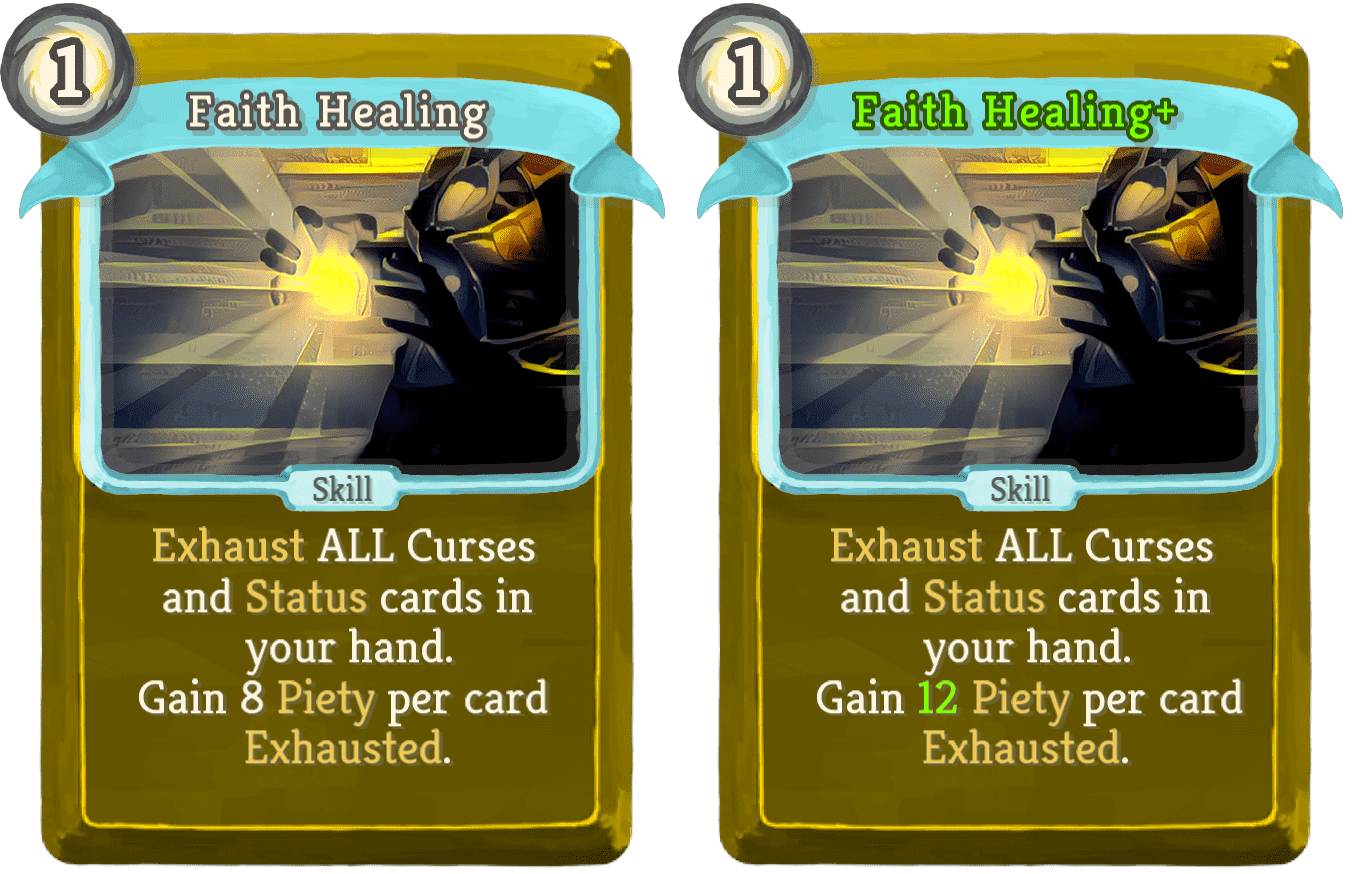 1
Faith Healing
Skill
Exhaust ALL Curses
and Status cards in
your hand.
Gain 8 Piety per card
Exhausted.
1
Faith Healing+
Skill
Exhaust ALL Curses
and Status cards in
your hand.
Gain 12 Piety per card
Exhausted.